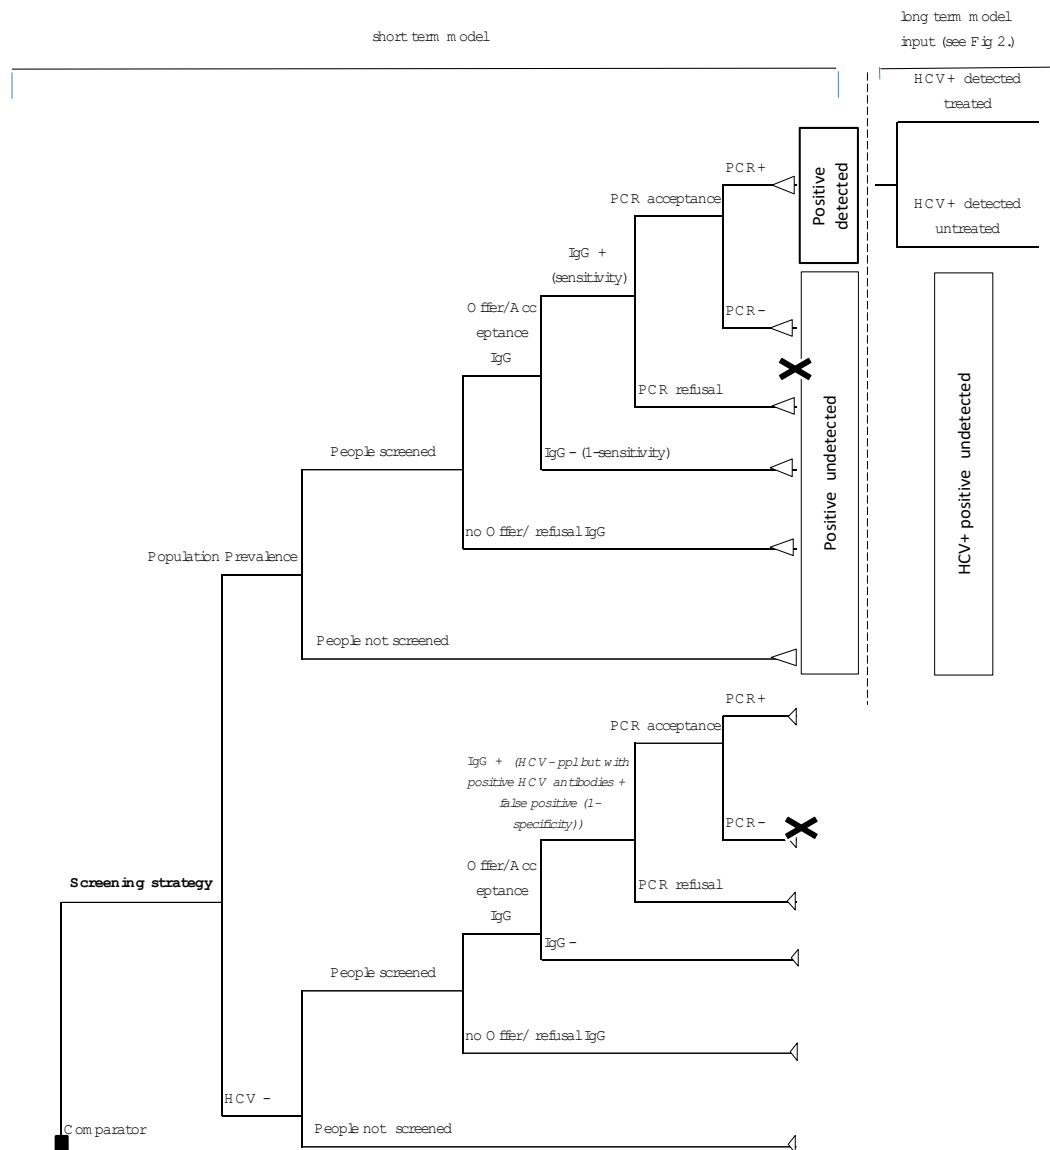 short term model
long term model
input (see Fig 2.)
HCV+ detected
treated
PCR+
Positive
detected
PCR acceptance
HCV+ detected
untreated
IgG +
(sensitivity)
Offer/Acc
eptance
IgG
PCR-
PCR refusal
Positive undetected
HCV+ positive undetected
People screened
IgG - (1-sensitivity)
no Offer/ refusal IgG
Population Prevalence
People not screened
PCR+
PCR acceptance
IgG + (HCV- ppl but with
positive HCV antibodies +
false positive (1-
specificity))
PCR-
Offer/Acc
eptance
IgG
PCR refusal
Screening strategy
IgG -
People screened
no Offer/ refusal IgG
HCV -
Comparator
People not screened